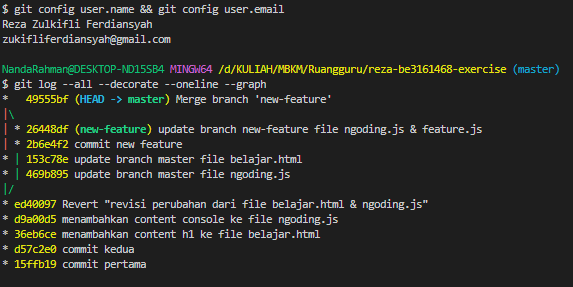 $ git config user.name && git config user.email
Reza Zulkifli Ferdiansyah
zukifliferdiansyah@gmail.com
NandaRahman@DESKTOP-ND15SB4 MINGW64 /d/KULIAH/MBKM/Ruangguru/reza-be3161468-exercise (master)
$ git log --all --decorate --oneline --graph
*   49555bf (HEAD -> master) Merge branch 'new-feature'
|\
| * 26448df (new-feature) update branch new-feature file ngoding.js & feature.js
| * 2b6e4f2 commit new feature
* | 153c78e update branch master file belajar.html
* | 469b895 update branch master file ngoding.js
|/
* ed40097 Revert "revisi perubahan dari file belajar.html & ngoding.js"
* d9a00d5 menambahkan content console ke file ngoding.js
* 36eb6ce menambahkan content h1 ke file belajar.html
* d57c2e0 commit kedua
* 15ffb19 commit pertama